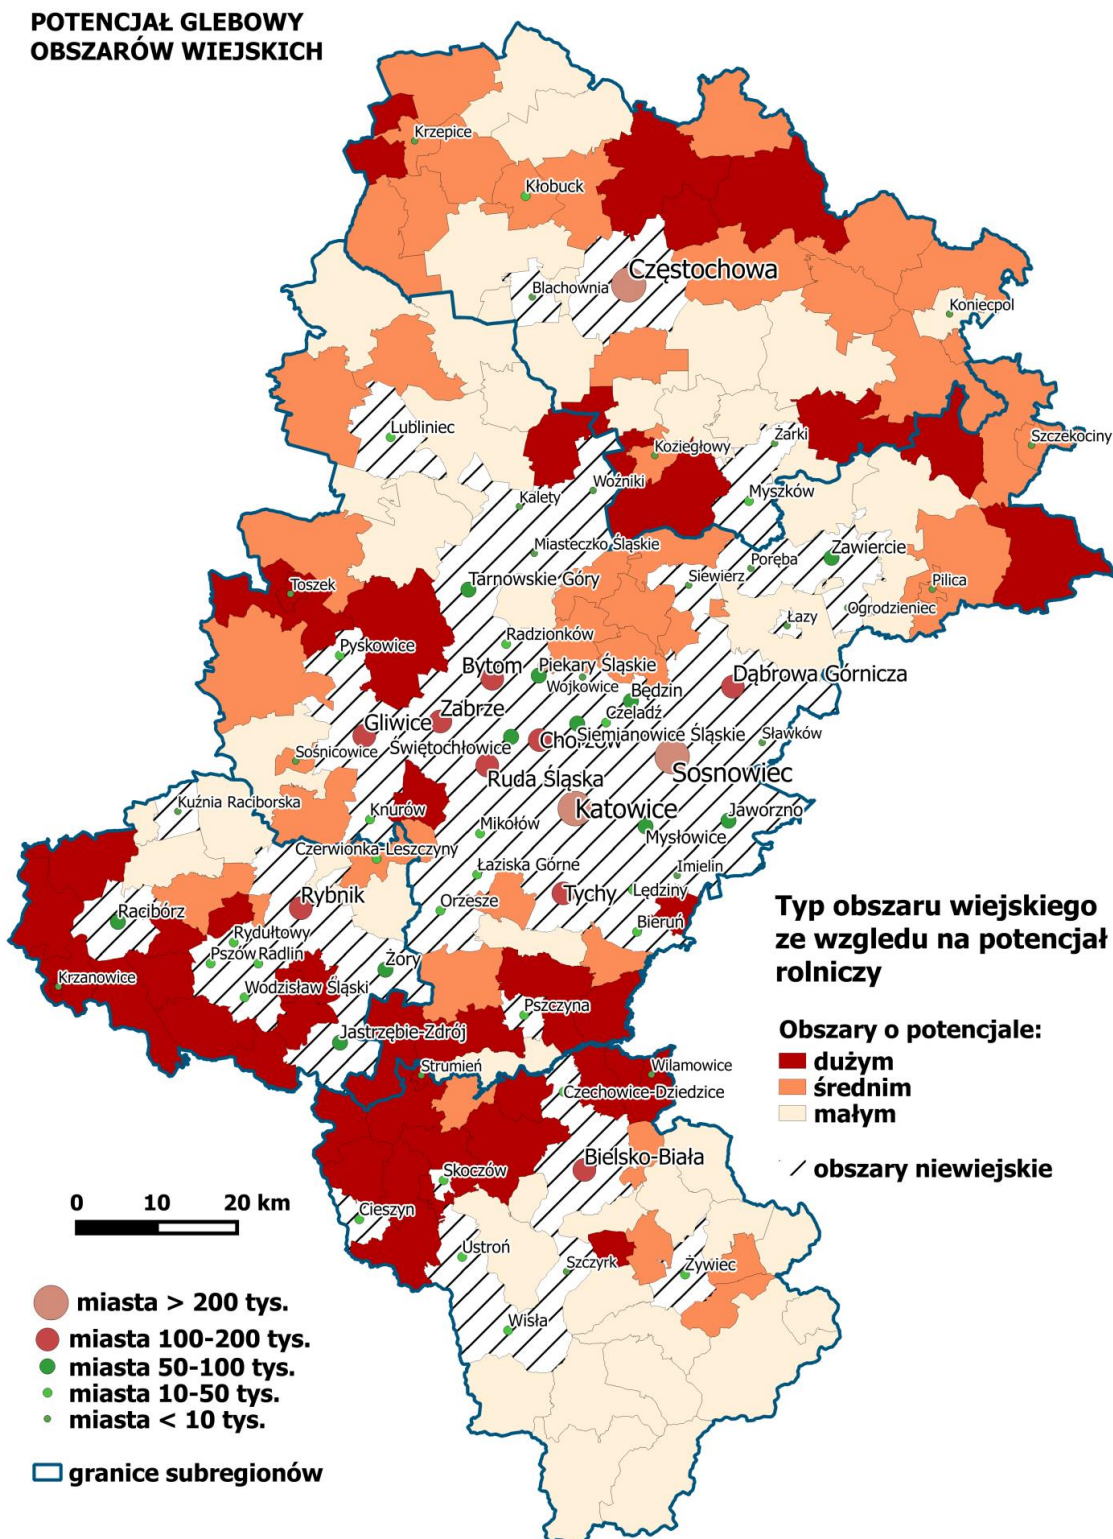 POTENCJAŁ GLEBOWY
OBSZARÓW WIEJSKICH
Krzepice
Kłobuck
Częstochowa
Blachownia
Koniecpol
Lubliniec
Szczekociny
Żarki
Koziegłowy
Woźniki
Kalety
Myszków
Miasteczko Śląskie
Zawiercie
Poręba
Toszek
Tarnowskie Góry
Siewierz
Pilica
Ogrodzieniec
Łazy
Radzionków
Pyskowice
Bytom
Piekary Śląskie
Wojkowice
Dąbrowa Górnicza
Będzin
Zabrze
Czeladź
Gliwice
Chorzów
Siemianowice Śląskie
Sławków
Świętochłowice
Sośnicowice
Ruda Śląska
Sosnowiec
Kuźnia Raciborska
Katowice
Jaworzno
Knurów
Mikołów
Mysłowice
Czerwionka-Leszczyny
Łaziska Górne
Imielin
Rybnik
Tychy
Lędziny
Racibórz
Orzesze
Bieruń
Rydułtowy
Pszów
Radlin
Żory
Krzanowice
Wodzisław Śląski
Pszczyna
Jastrzębie-Zdrój
Strumień
Wilamowice
Czechowice-Dziedzice
Bielsko-Biała
Skoczów
Cieszyn
Ustroń
Szczyrk
Żywiec
Wisła
Typ obszaru wiejskiego
ze wzgledu na potencjał
rolniczy
Obszary o potencjale:
dużym
średnim
małym
obszary niewiejskie
0 10 20 km
miasta > 200 tys.
miasta 100-200 tys.
miasta 50-100 tys.
miasta 10-50 tys.
miasta < 10 tys.
granice subregionów